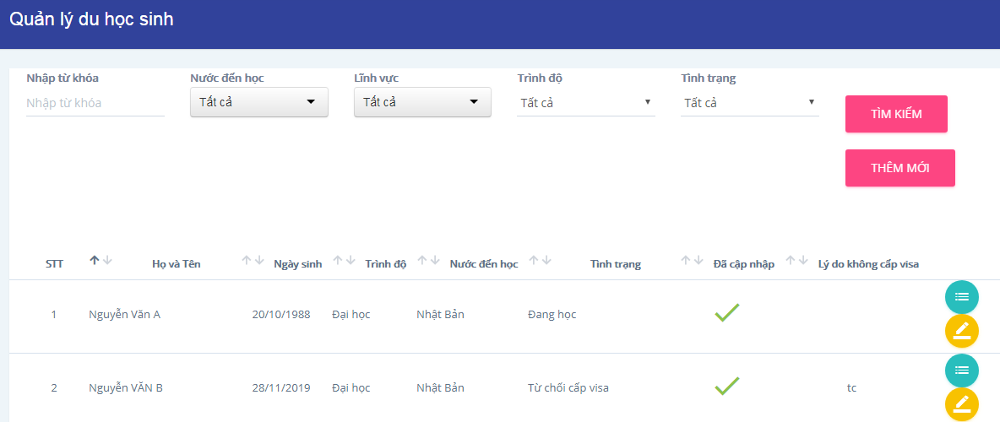 Quản lý du học sinh
Nhập từ khóa Nước đến học Lĩnh vực Trình độ Tình trạng
Nhập từ khóa Tất cả Tất cả Tất cả Tất cả TÌM KIẾM
THÊM MỚI
STT Họ và Tên Ngày sinh Trình độ Nước đến học Tình trạng Đã cập nhập Lý do không cấp visa
1 Nguyễn Văn A 20/10/1988 Đại học Nhật Bản Đang học
2 Nguyễn VĂN B 28/11/2019 Đại học Nhật Bản Từ chối cấp visa tc